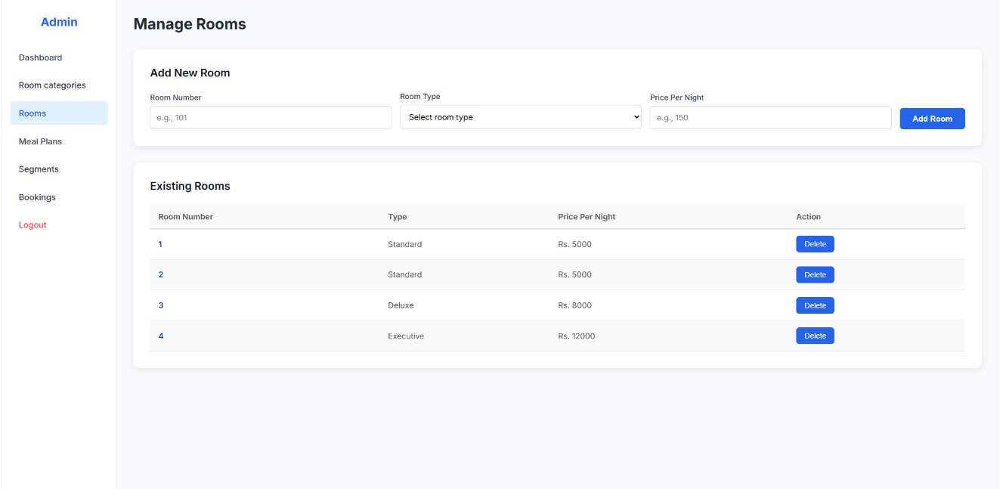 Admin
Dashboard
Room categories
Rooms
Meal Plans
Segments
Bookings
Logout
Manage Rooms
Add New Room
Room Number Room Type Price Per Night
e.g., 101 Select room type e.g., 150 Add Room
Existing Rooms
Room Number Type Price Per Night Action
1 Standard Rs. 5000 Delete
2 Standard Rs. 5000 Delete
3 Deluxe Rs. 8000 Delete
4 Executive Rs. 12000 Delete